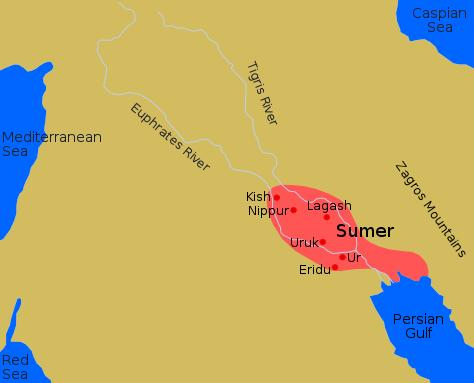 Caspian
Sea
Tigris River
Euphrates River
Mediterranean
Sea
Zagros Mountains
Kish
Nippur
Lagash
Sumer
Uruk
Ur
Eridu
Persian
Gulf
Red
Sea